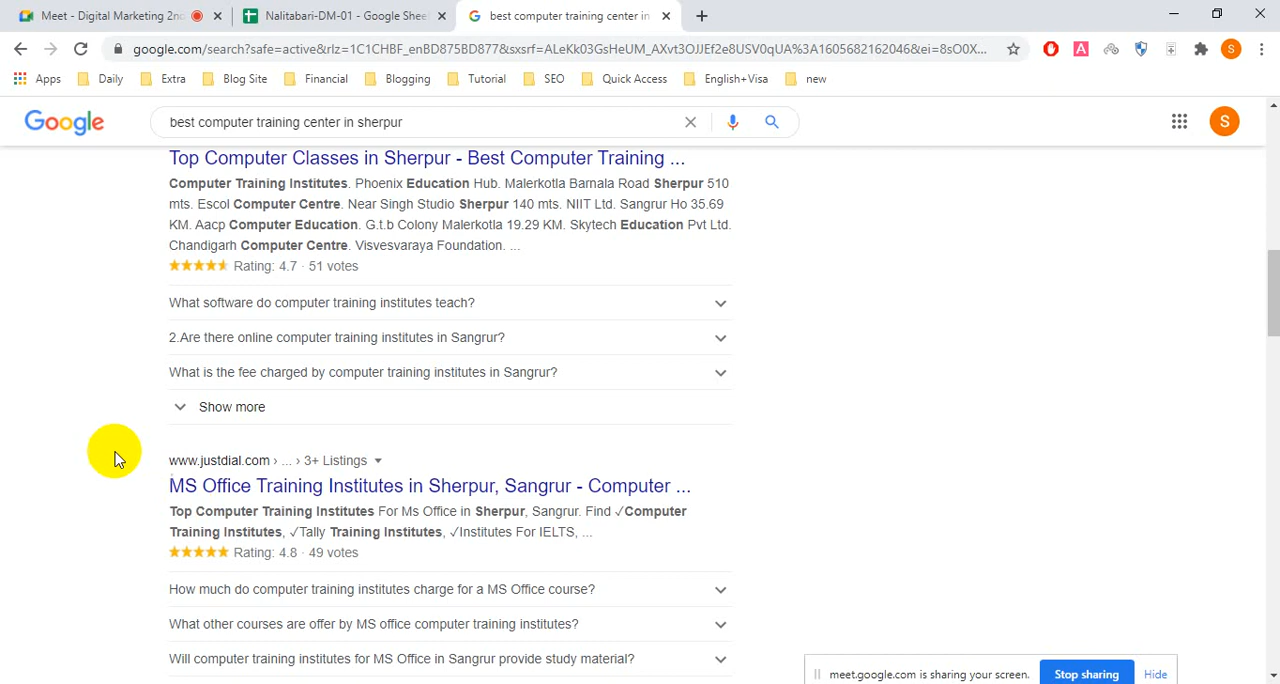 Meet - Digital Marketing 2nd
Nalitabari-DM-01 - Google Shee
best computer training center in
google.com/search?safe=active&rlz=1C1CHBF_enBD875BD877&sxsrf=ALeKk03GsHeUM_AXvt3OJJEf2e8USV0qUA%3A1605682162046&ei=8sO0X...
A
S
Apps
Daily
Extra
Blog Site
Financial
Blogging
Tutorial
SEO
Quick Access
English+Visa
new
Google
best computer training center in sherpur
S
Top Computer Classes in Sherpur - Best Computer Training ...
Computer Training Institutes. Phoenix Education Hub. Malerkotla Barnala Road Sherpur 510
mts. Escol Computer Centre. Near Singh Studio Sherpur 140 mts. NIIT Ltd. Sangrur Ho 35.69
KM. Aacp Computer Education. G.t.b Colony Malerkotla 19.29 KM. Skytech Education Pvt Ltd.
Chandigarh Computer Centre. Visvesvaraya Foundation. ...
Rating: 4.7 · 51 votes
What software do computer training institutes teach?
2.Are there online computer training institutes in Sangrur?
What is the fee charged by computer training institutes in Sangrur?
Show more
www.justdial.com › ... › 3+ Listings
MS Office Training Institutes in Sherpur, Sangrur - Computer ...
Top Computer Training Institutes For Ms Office in Sherpur, Sangrur. Find ✓Computer
Training Institutes, ✓Tally Training Institutes, ✓Institutes For IELTS, ...
Rating: 4.8 · 49 votes
How much do computer training institutes charge for a MS Office course?
What other courses are offer by MS office computer training institutes?
Will computer training institutes for MS Office in Sangrur provide study material?
meet.google.com is sharing your screen.
Stop sharing
Hide